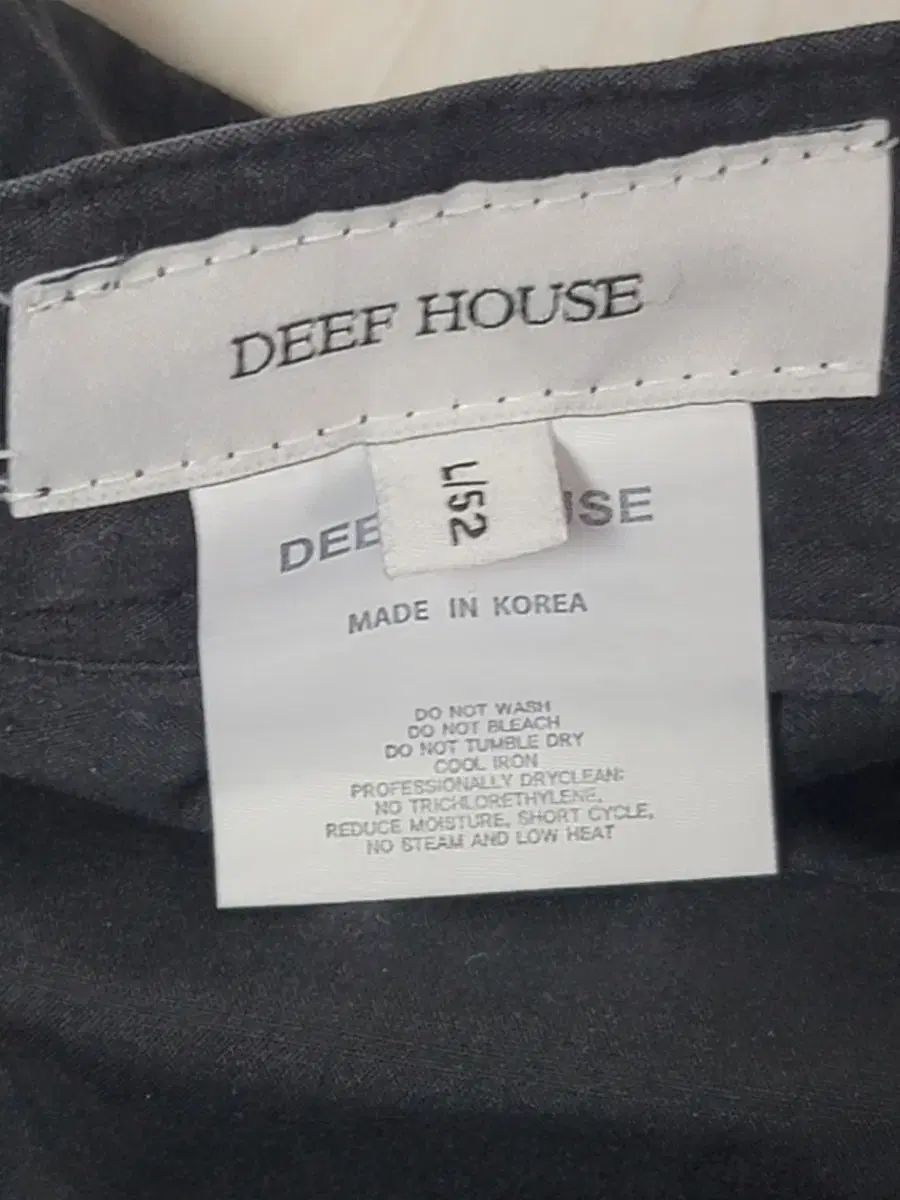 DEEF HOUSE
L/52
DEE USE
MADE IN KOREA
DO NOT WASH
DO NOT BLEACH
DO NOT TUMBLE DRY
COOL IRON
PROFESSIONALLY DRYCLEAN:
NO TRICHLORETHYLENE,
REDUCE MOISTURE, SHORT CYCLE,
NO STEAM AND LOW HEAT